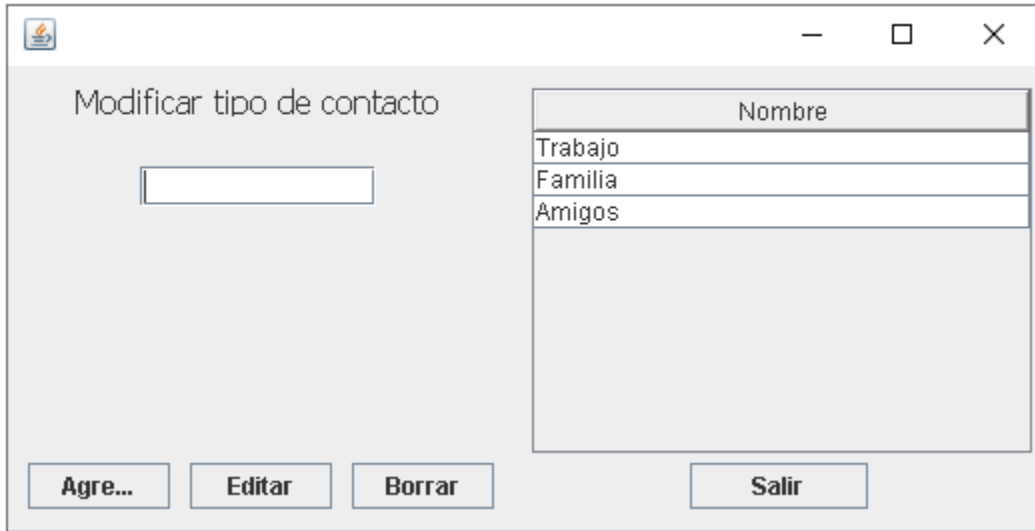 Modificar tipo de contacto
Nombre
Trabajo
Familia
Amigos
Agre...
Editar
Borrar
Salir